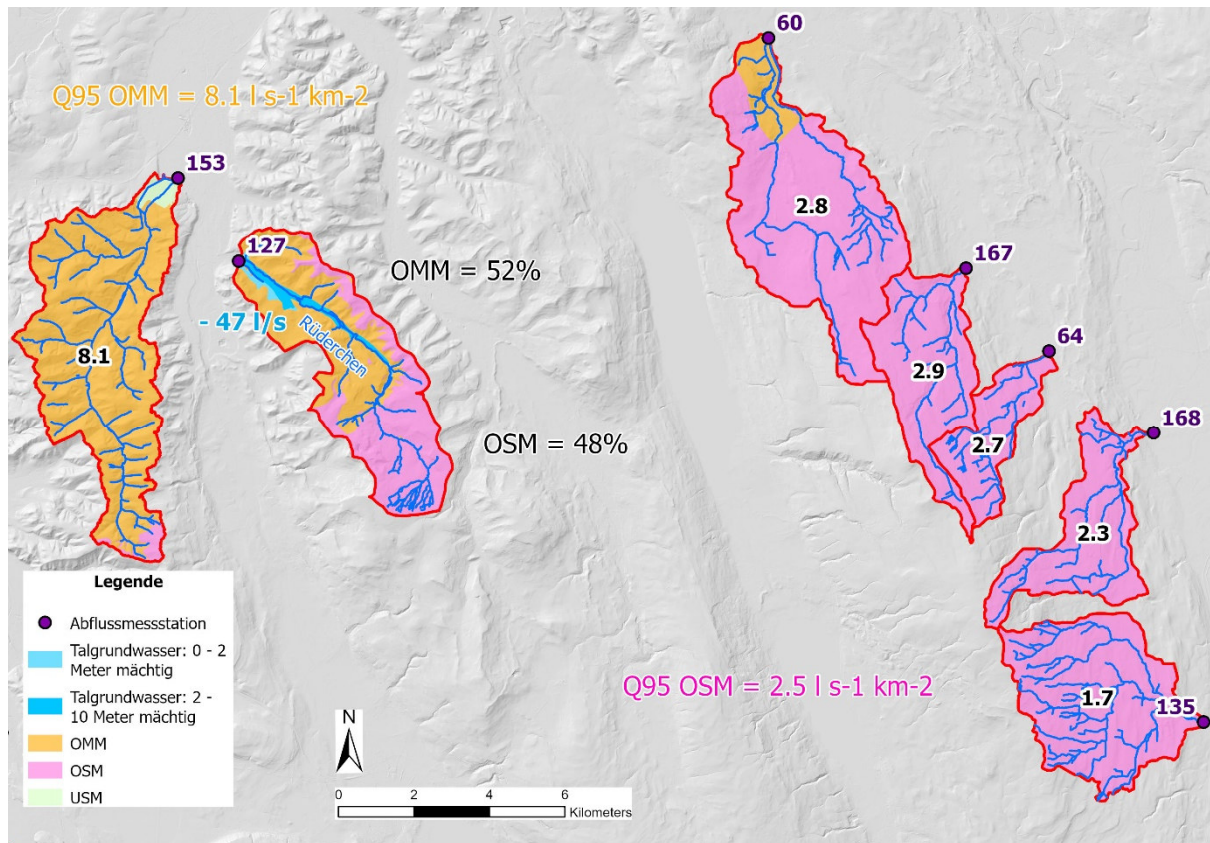 60
Q95 OMM = 8.1 l s-1 km-2
153
2.8
127
OMM = 52%
167
- 47 l/s
Rüderchen
8.1
2.9
64
2.7
168
OSM = 48%
2.3
Legende
Abflussmessstation
Talgrundwasser: 0 - 2
Meter mächtig
Talgrundwasser: 2 -
10 Meter mächtig
OMM
OSM
USM
Q95 OSM = 2.5 l s-1 km-2
1.7
135
N
0 2 4 6
Kilometers